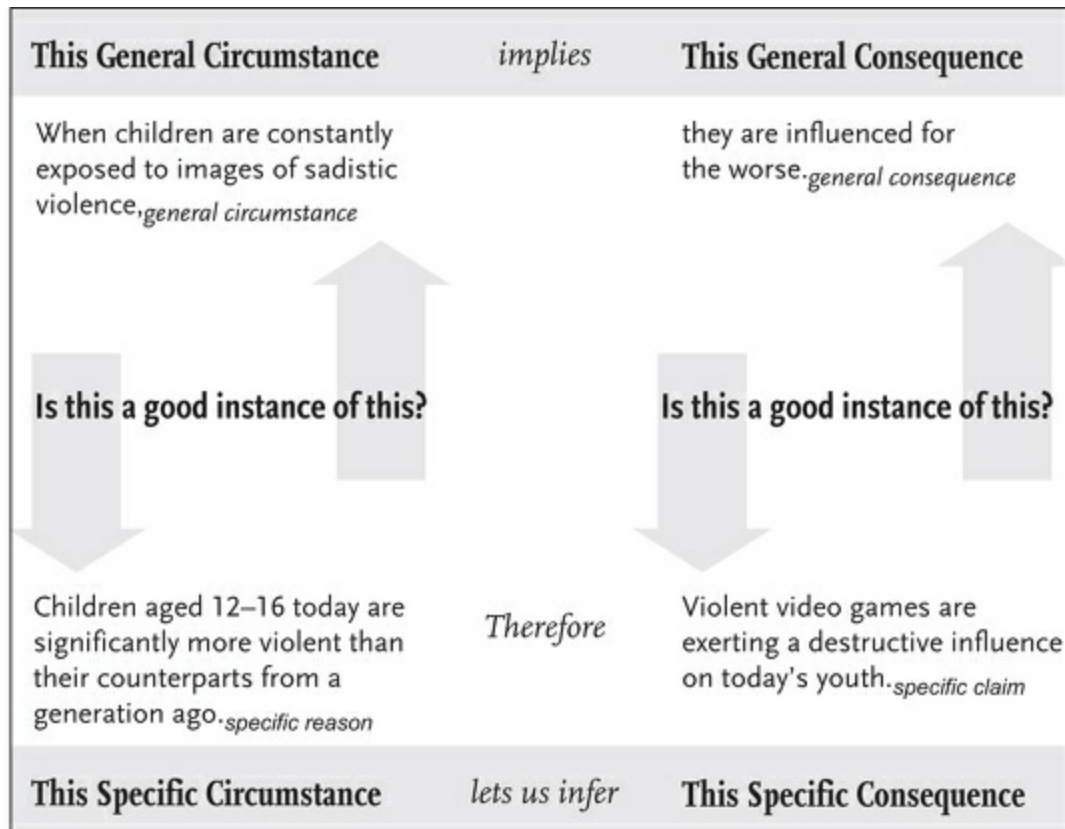 This General Circumstance implies This General Consequence
When children are constantly
exposed to images of sadistic
violence,general circumstance
they are influenced for
the worse.general consequence
Is this a good instance of this?
Is this a good instance of this?
Children aged 12–16 today are
significantly more violent than
their counterparts from a
generation ago.specific reason
Therefore
Violent video games are
exerting a destructive influence
on today's youth.specific claim
This Specific Circumstance lets us infer This Specific Consequence